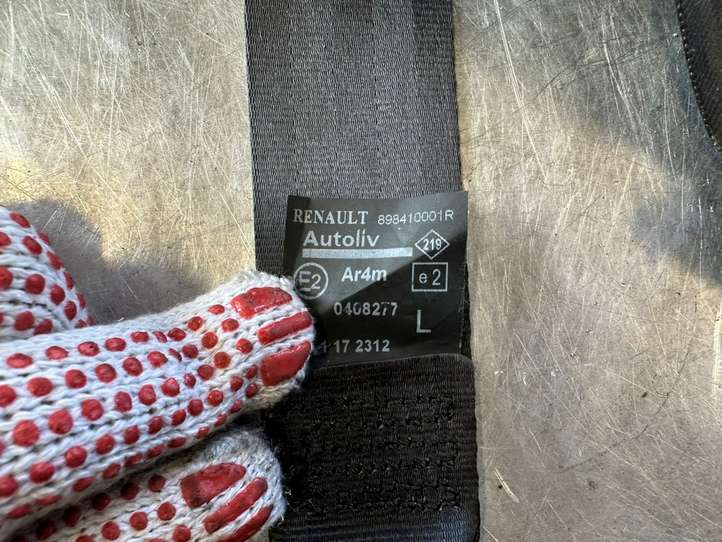 RENAULT 898410001R
Autoliv 219
E2 Ar4m e2
0408277
L
17 2312